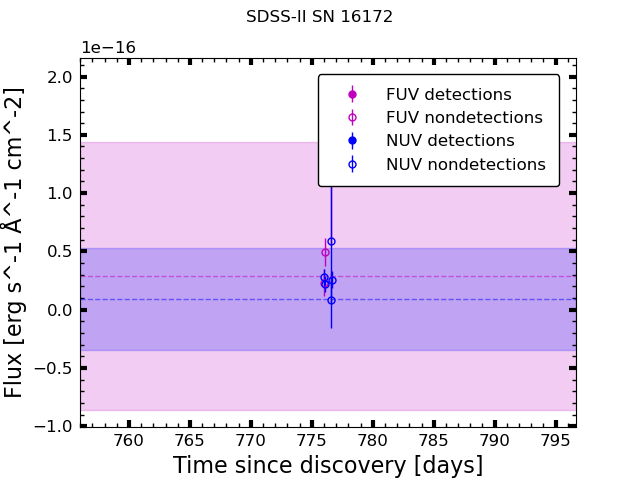 SDSS-II SN 16172
1e−16
2.0
1.5
1.0
0.5
0.0
−0.5
−1.0
Flux [erg s^-1 Å^-1 cm^-2]
FUV detections
FUV nondetections
NUV detections
NUV nondetections
760 765 770 775 780 785 790 795
Time since discovery [days]